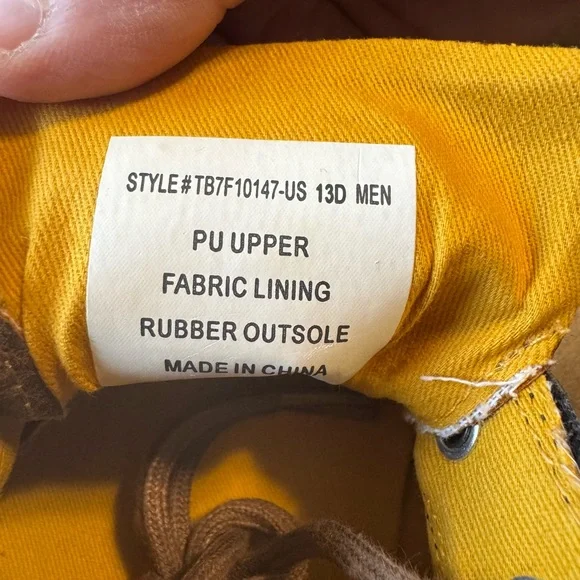 STYLE#TB7F10147-US 13D MEN
PU UPPER
FABRIC LINING
RUBBER OUTSOLE
MADE IN CHINA